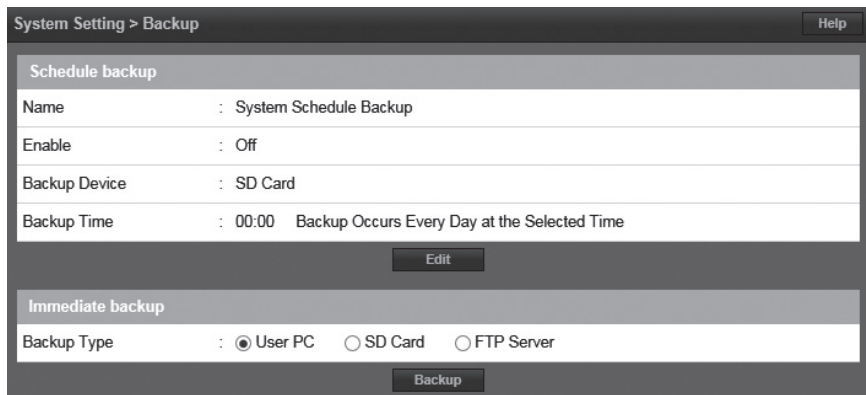 System Setting > Backup Help
Schedule backup
Name : System Schedule Backup
Enable : Off
Backup Device : SD Card
Backup Time : 00:00 Backup Occurs Every Day at the Selected Time
Edit
Immediate backup
Backup Type : User PC SD Card FTP Server
Backup